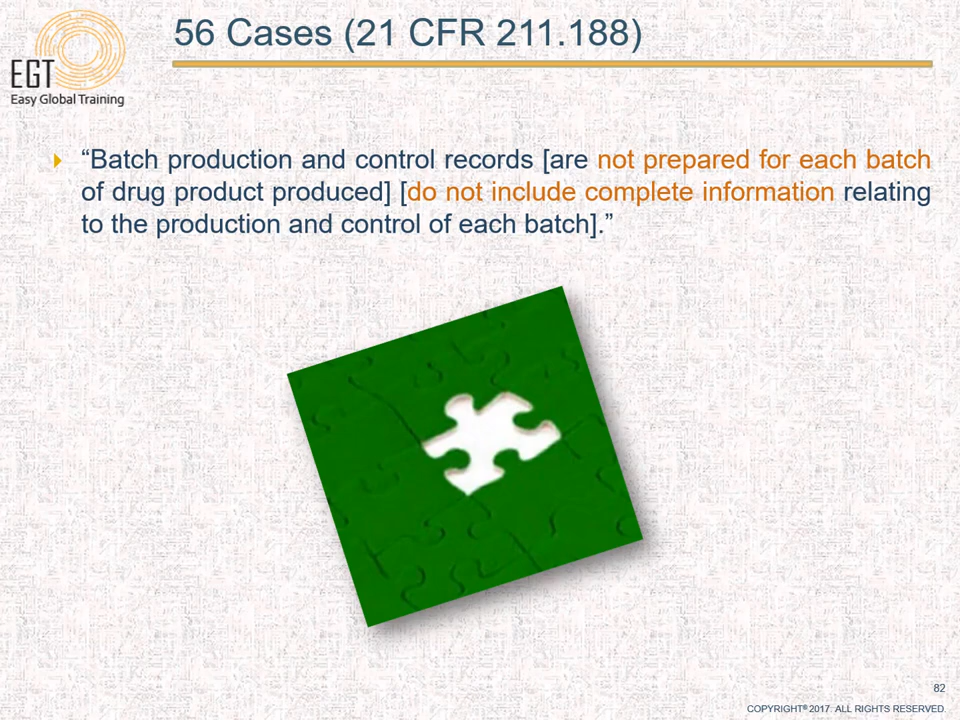 56 Cases (21 CFR 211.188)
EGT
Easy Global Training
“Batch production and control records [are not prepared for each batch
of drug product produced] [do not include complete information relating
to the production and control of each batch].”
82
COPYRIGHT® 2017. ALL RIGHTS RESERVED.